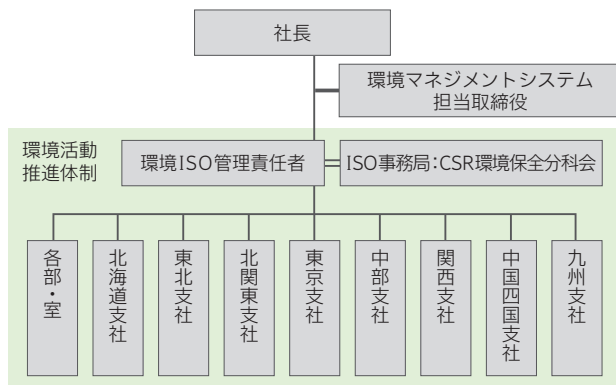 社長
環境マネジメントシステム
担当取締役
環境活動
推進体制
環境ISO管理責任者
ISO事務局:CSR環境保全分科会
各部・室
北海道支社
東北支社
北関東支社
東京支社
中部支社
関西支社
中国四国支社
九州支社